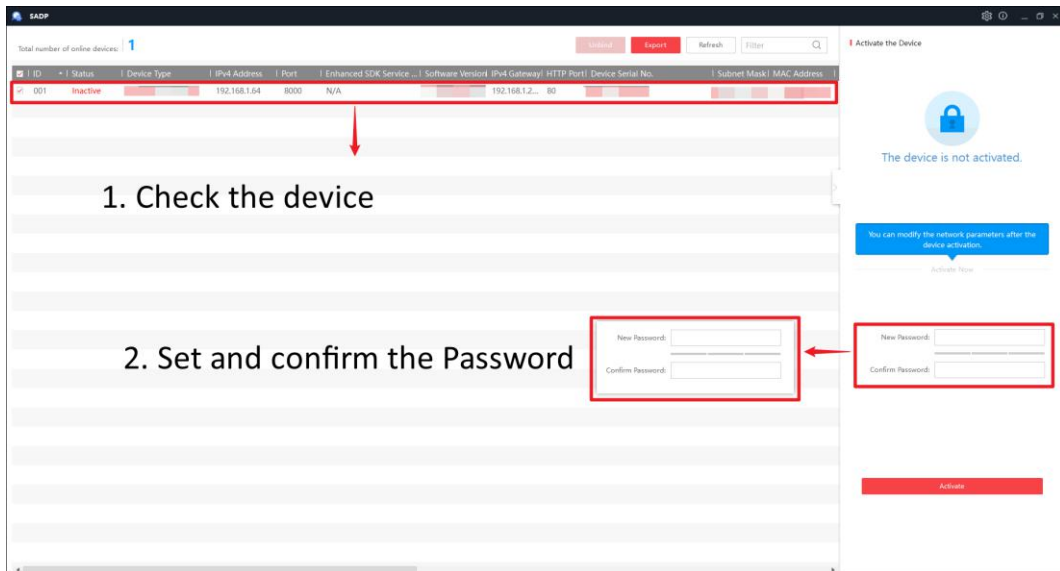 SADP
Total number of online devices: 1
Unbind
Export
Refresh
Filter
Activate the Device
ID
Status
Device Type
IPv4 Address
Port
Enhanced SDK Service ...
Software Version
IPv4 Gateway
HTTP Port
Device Serial No.
Subnet Mask
MAC Address
001
Inactive
192.168.1.64
8000
N/A
192.168.1.2...
80
The device is not activated.
1. Check the device
You can modify the network parameters after the
device activation.
Activate Now
2. Set and confirm the Password
New Password:
Confirm Password:
New Password:
Confirm Password:
Activate